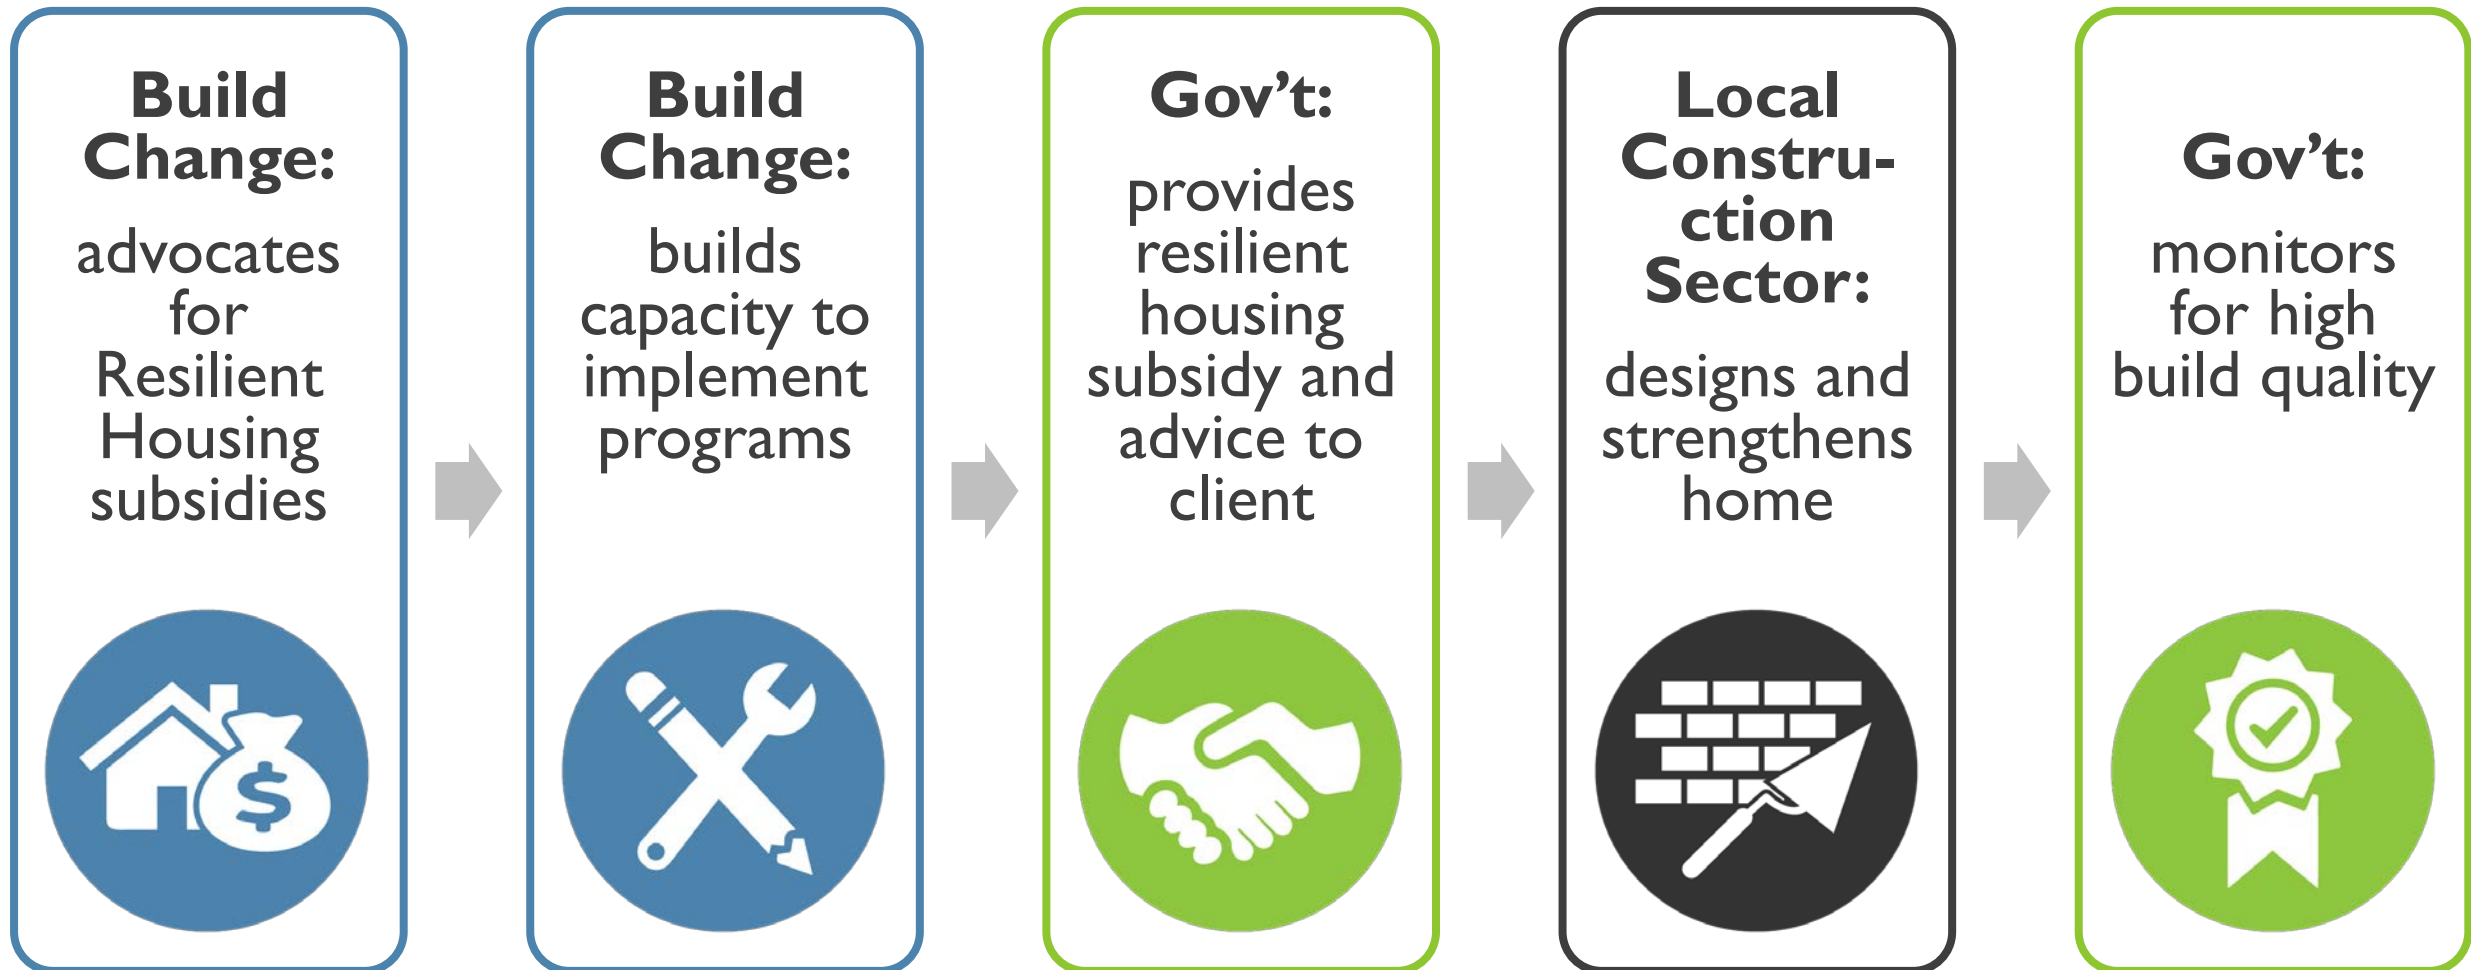 Build
Change:
advocates
for
Resilient
Housing
subsidies
Build
Change:
builds
capacity to
implement
programs
Gov’t:
provides
resilient
housing
subsidy and
advice to
client
Local
Constru-
ction
Sector:
designs and
strengthens
home
Gov’t:
monitors
for high
build quality
$